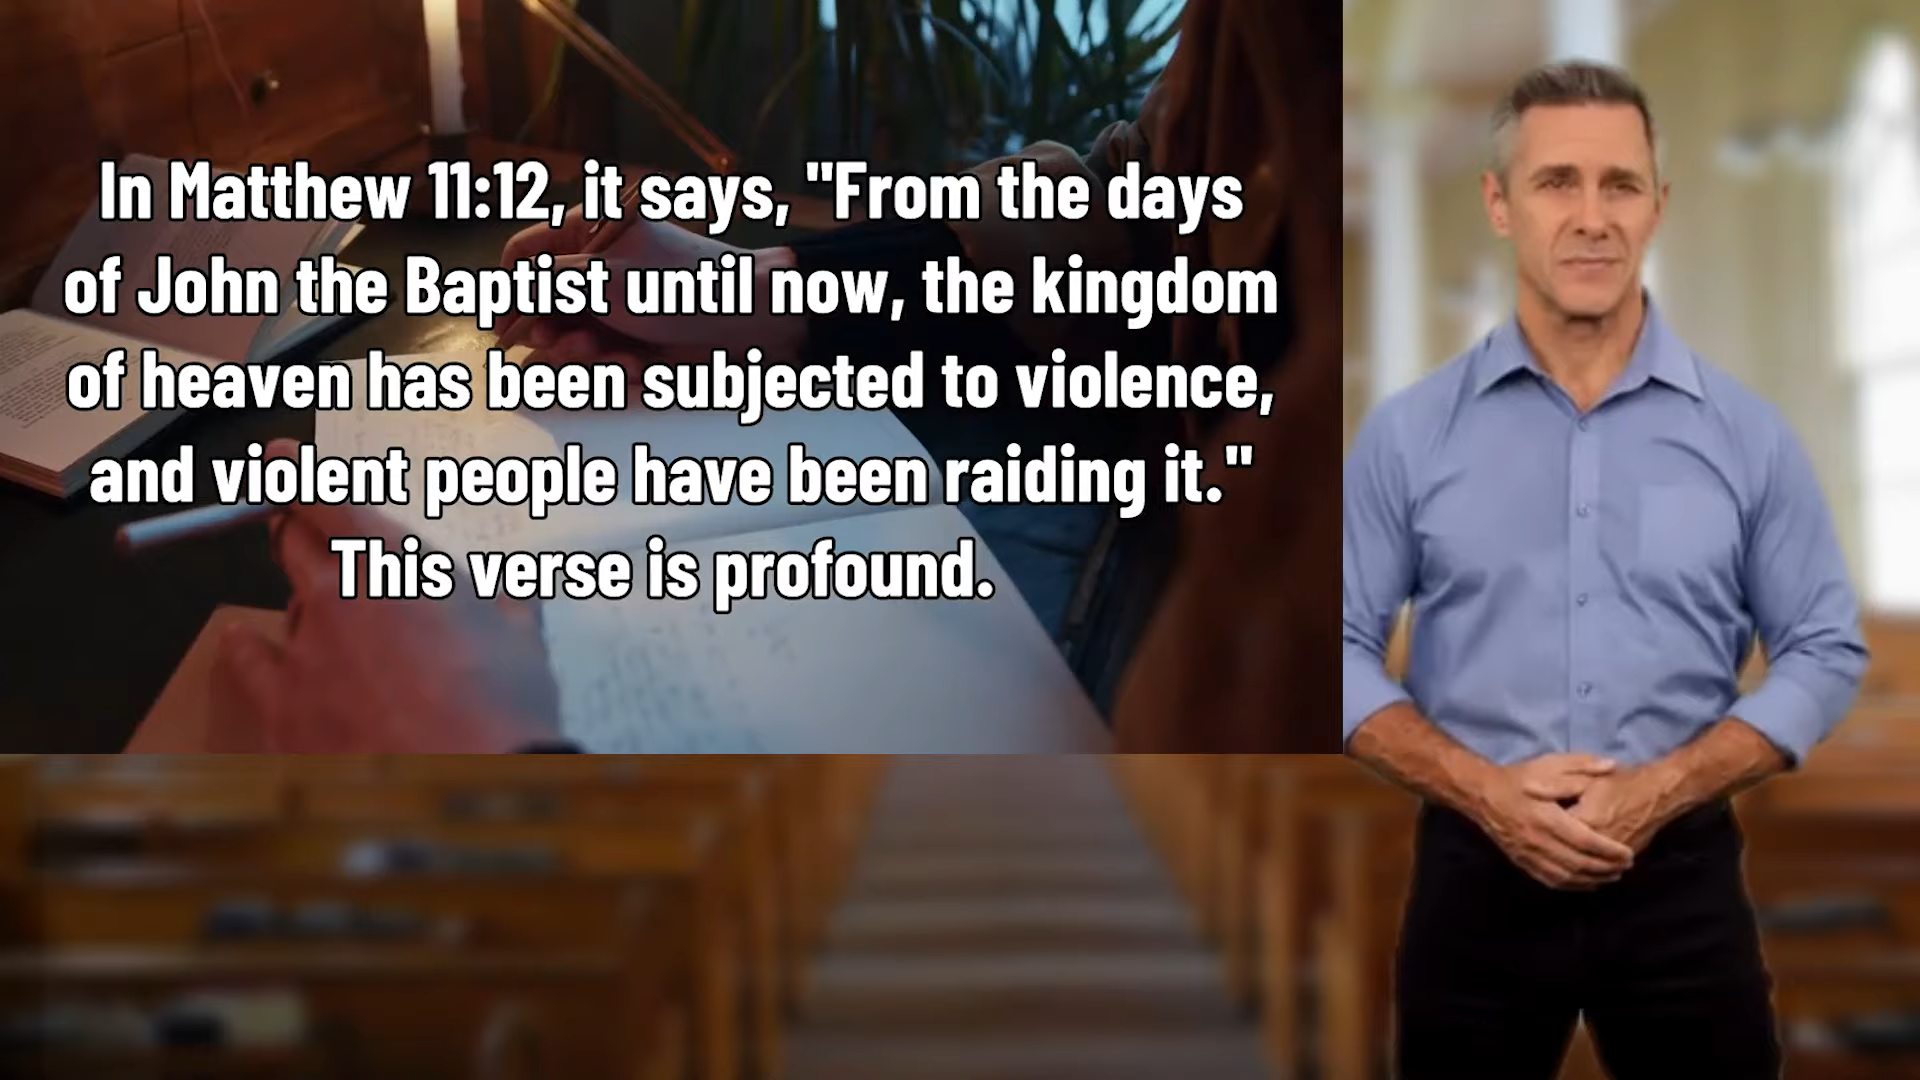 In Matthew 11:12, it says, "From the days
of John the Baptist until now, the kingdom
of heaven has been subjected to violence,
and violent people have been raiding it."
This verse is profound.